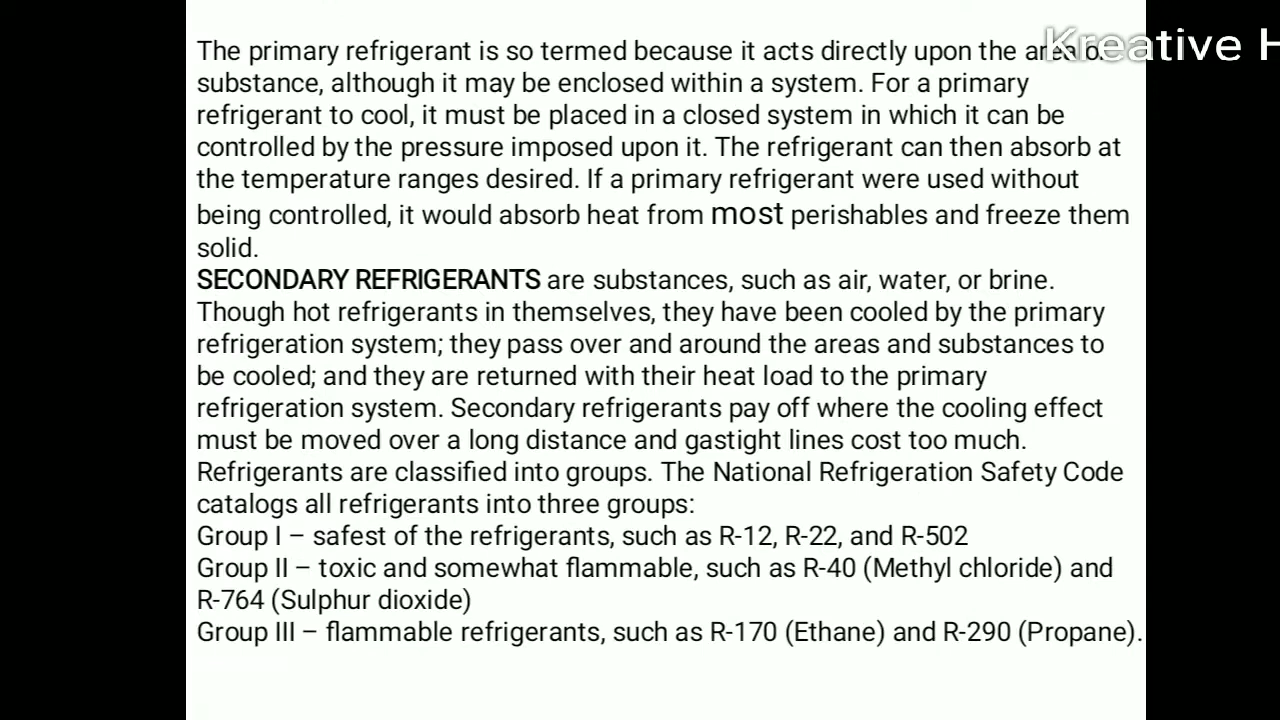 The primary refrigerant is so termed because it acts directly upon the area or
substance, although it may be enclosed within a system. For a primary
refrigerant to cool, it must be placed in a closed system in which it can be
controlled by the pressure imposed upon it. The refrigerant can then absorb at
the temperature ranges desired. If a primary refrigerant were used without
being controlled, it would absorb heat from most perishables and freeze them
solid.
SECONDARY REFRIGERANTS are substances, such as air, water, or brine.
Though hot refrigerants in themselves, they have been cooled by the primary
refrigeration system; they pass over and around the areas and substances to
be cooled; and they are returned with their heat load to the primary
refrigeration system. Secondary refrigerants pay off where the cooling effect
must be moved over a long distance and gastight lines cost too much.
Refrigerants are classified into groups. The National Refrigeration Safety Code
catalogs all refrigerants into three groups:
Group I – safest of the refrigerants, such as R-12, R-22, and R-502
Group II – toxic and somewhat flammable, such as R-40 (Methyl chloride) and
R-764 (Sulphur dioxide)
Group III – flammable refrigerants, such as R-170 (Ethane) and R-290 (Propane).
Kreative H